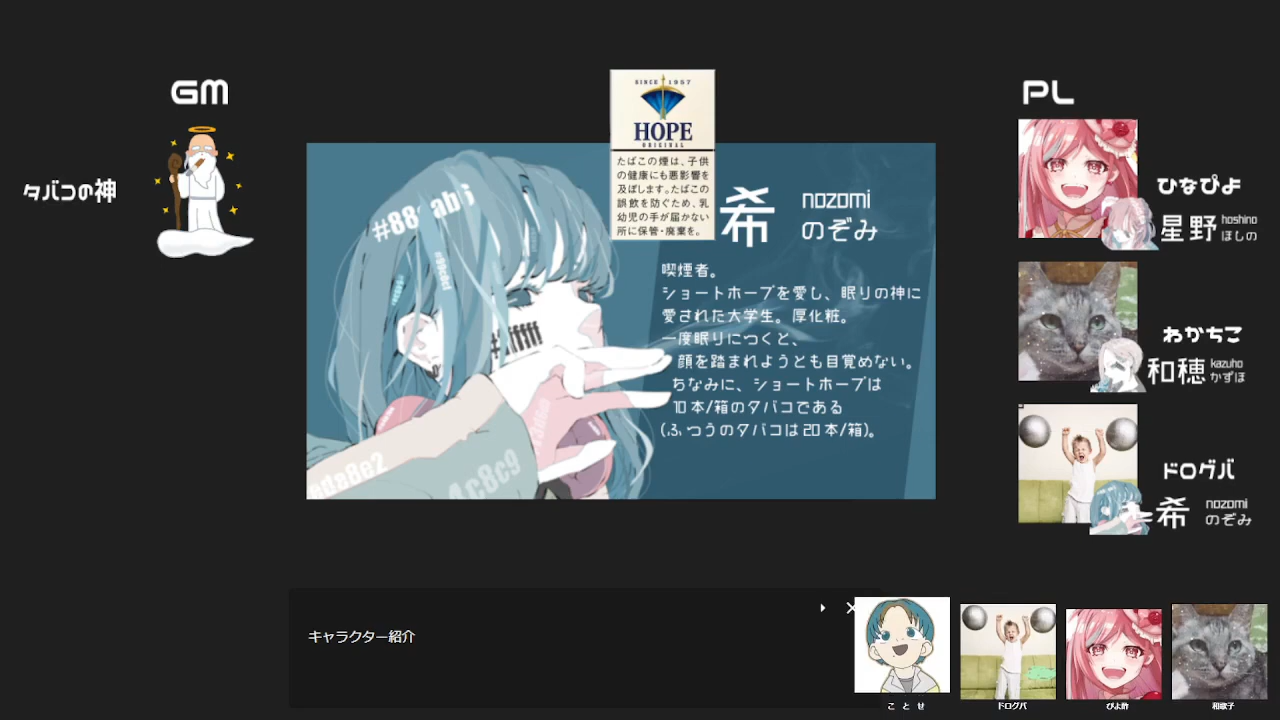 GM
タバコの神
SINCE 1957
HOPE
ORIGINAL
たばこの煙は、子供
の健康にも悪影響を
及ぼします。たばこの
誤飲を防ぐため、乳
幼児の手が届かない
所に保管・廃棄を。
希
nozomi
のぞみ
喫煙者。
ショートホープを愛し、眠りの神に
愛された大学生。厚化粧。
一度眠りにつくと、
顔を踏まれようとも目覚めない。
ちなみに、ショートホープは
10本/箱のタバコである
(ふつうのタバコは20本/箱)。
#ffffff
4c8c9
eda8e2
PL
ひなぴよ
星野
hoshino
ほしの
わかちこ
和穂
kazuho
かずほ
ドログバ
希
nozomi
のぞみ
キャラクター紹介
ことせ
ドログバ
ぴよ酢
和歌子